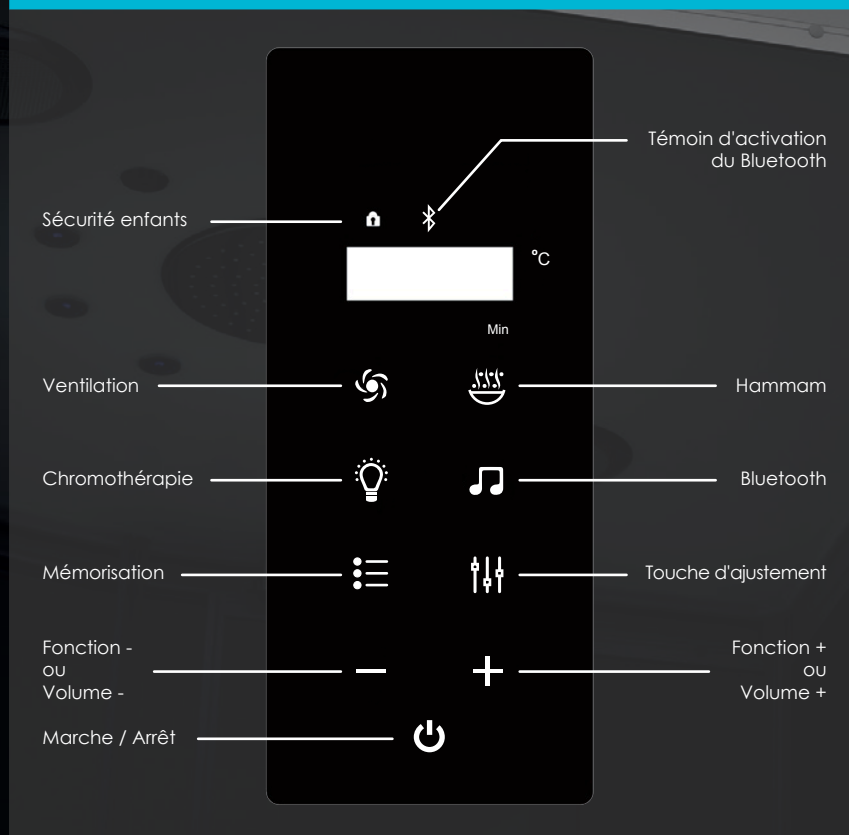 Témoin d'activation
du Bluetooth
Sécurité enfants
°C
Min
Ventilation
Hammam
Chromothérapie
Bluetooth
Mémorisation
Touche d'ajustement
Fonction -
ou
Volume -
Fonction +
ou
Volume +
Marche / Arrêt